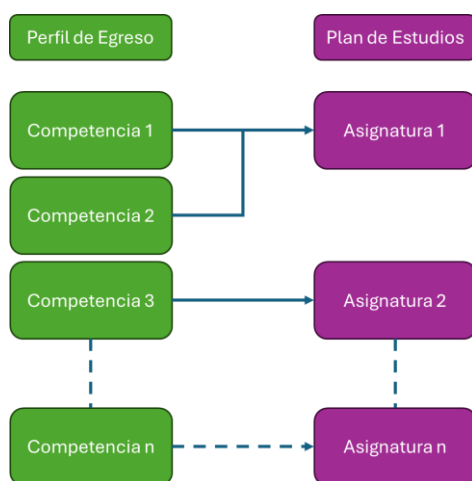 Perfil de Egreso
Plan de Estudios
Competencia 1
Asignatura 1
Competencia 2
Competencia 3
Asignatura 2
Competencia n
Asignatura n